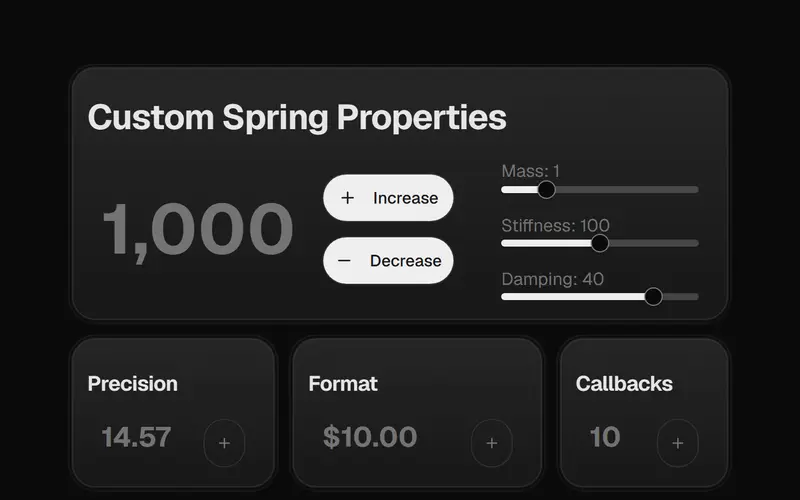 Custom Spring Properties
1,000
+ Increase
− Decrease
Mass: 1
Stiffness: 100
Damping: 40
Precision
14.57
+
Format
$10.00
+
Callbacks
10
+